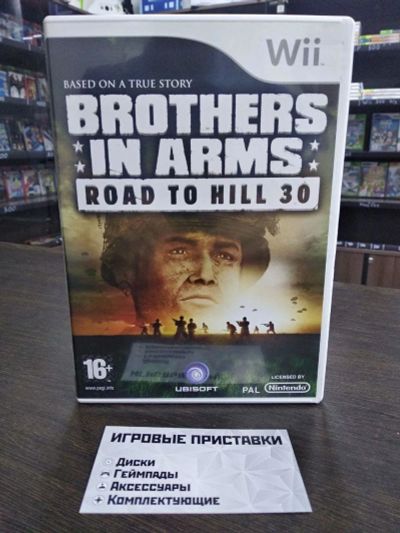 Wii
BASED ON A TRUE STORY
BROTHERS
IN ARMS
ROAD TO HILL 30
16+
www.pegi.info
UBISOFT
PAL
LICENSED BY
Nintendo
ИГРОВЫЕ ПРИСТАВКИ
Диски
Геймпады
Аксессуары
Комплектующие